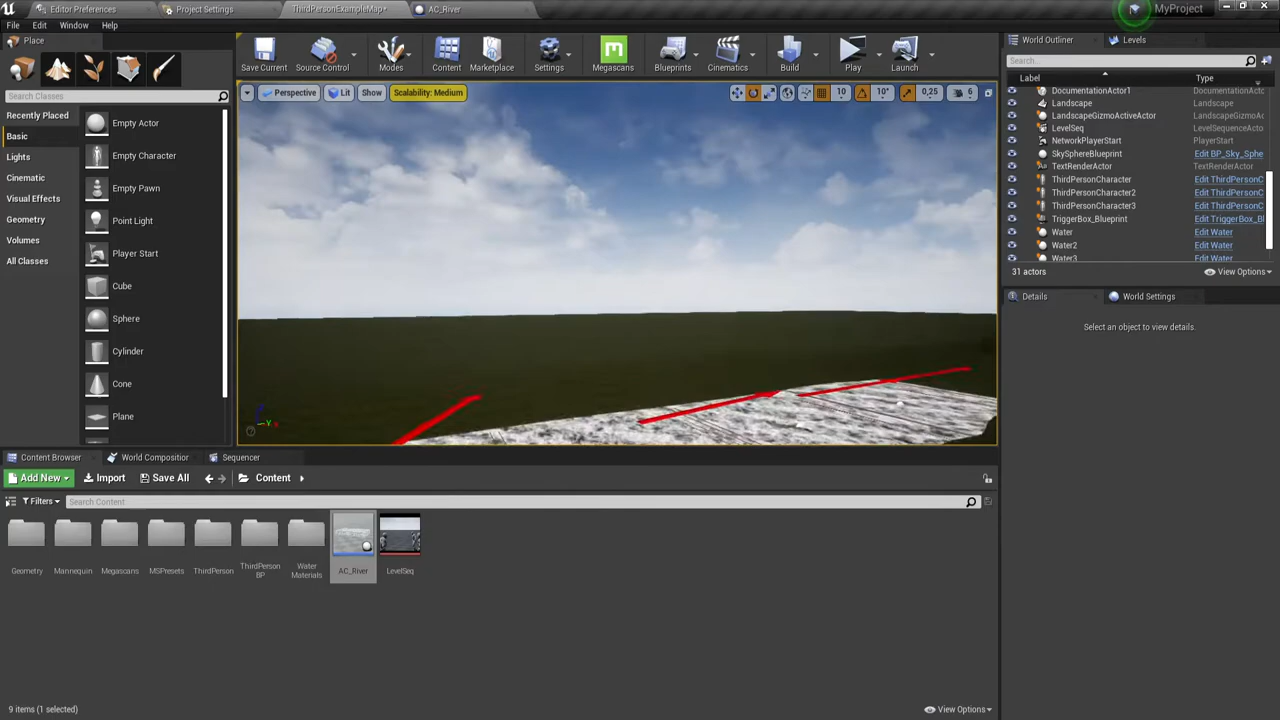 Editor Preferences
Project Settings
ThirdPersonExampleMap*
AC_River
MyProject
File Edit Window Help
Place
Search Classes
Recently Placed
Basic
Lights
Cinematic
Visual Effects
Geometry
Volumes
All Classes
Empty Actor
Empty Character
Empty Pawn
Point Light
Player Start
Cube
Sphere
Cylinder
Cone
Plane
Save Current
Source Control
Modes
Content
Marketplace
Settings
Megascans
Blueprints
Cinematics
Build
Play
Launch
Perspective
Lit
Show
Scalability: Medium
10
10°
0.25
6
World Outliner
Levels
Search...
Label Type
DocumentationActor1 DocumentationActo
Landscape Landscape
LandscapeGizmoActiveActor LandscapeGizmoAc
LevelSeq LevelSequenceActor
NetworkPlayerStart PlayerStart
SkySphereBlueprint Edit BP_Sky_Sphe
TextRenderActor TextRenderActor
ThirdPersonCharacter Edit ThirdPersonC
ThirdPersonCharacter2 Edit ThirdPersonC
ThirdPersonCharacter3 Edit ThirdPersonC
TriggerBox_Blueprint Edit TriggerBox_Bl
Water Edit Water
Water2 Edit Water
Water3 Edit Water
31 actors
View Options
Details
World Settings
Select an object to view details.
Content Browser
World Compositior
Sequencer
Add New
Import
Save All
Content
Filters
Search Content
Geometry
Mannequin
Megascans
MSPresets
ThirdPerson
ThirdPerson
BP
Water
Materials
AC_River
LevelSeq
9 items (1 selected)
View Options